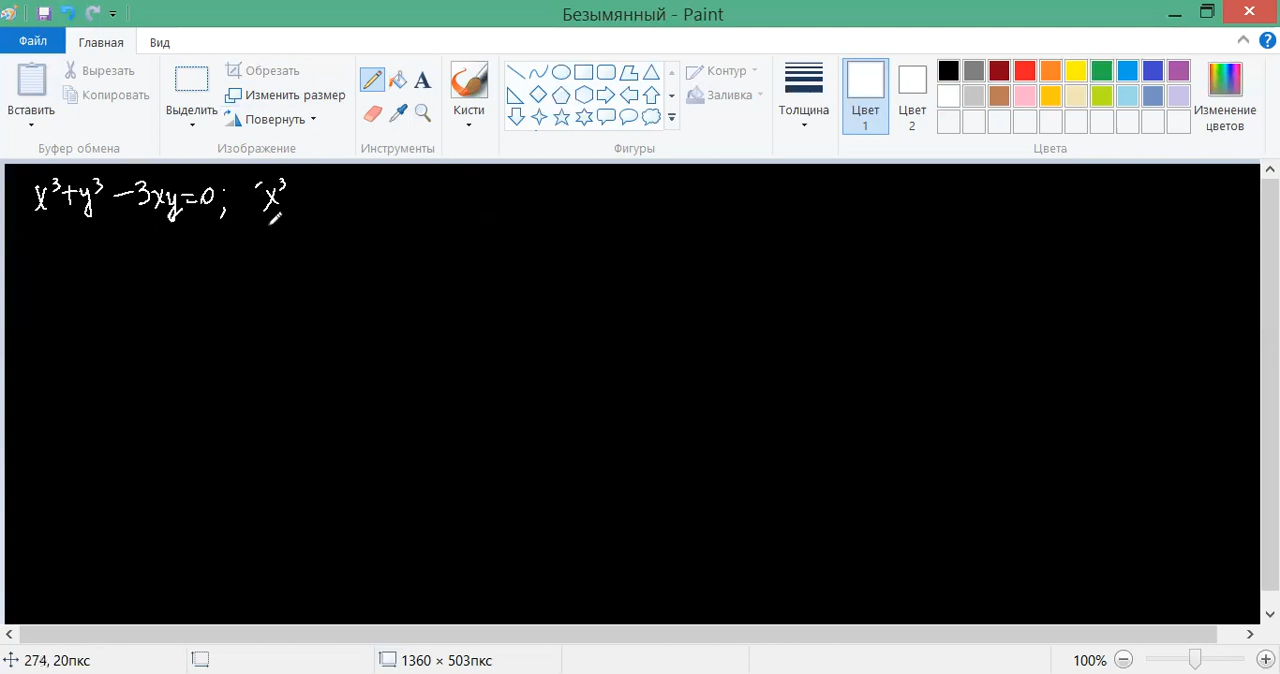 Безымянный - Paint
Файл
Главная
Вид
Вставить
Вырезать
Копировать
Буфер обмена
Выделить
Обрезать
Изменить размер
Повернуть
Изображение
A
Инструменты
Кисти
Контур
Заливка
Фигуры
Толщина
Цвет
1
Цвет
2
Изменение
цветов
Цвета
x³+y³ -3xy=0; x³
274, 20пкс
1360 × 503пкс
100%